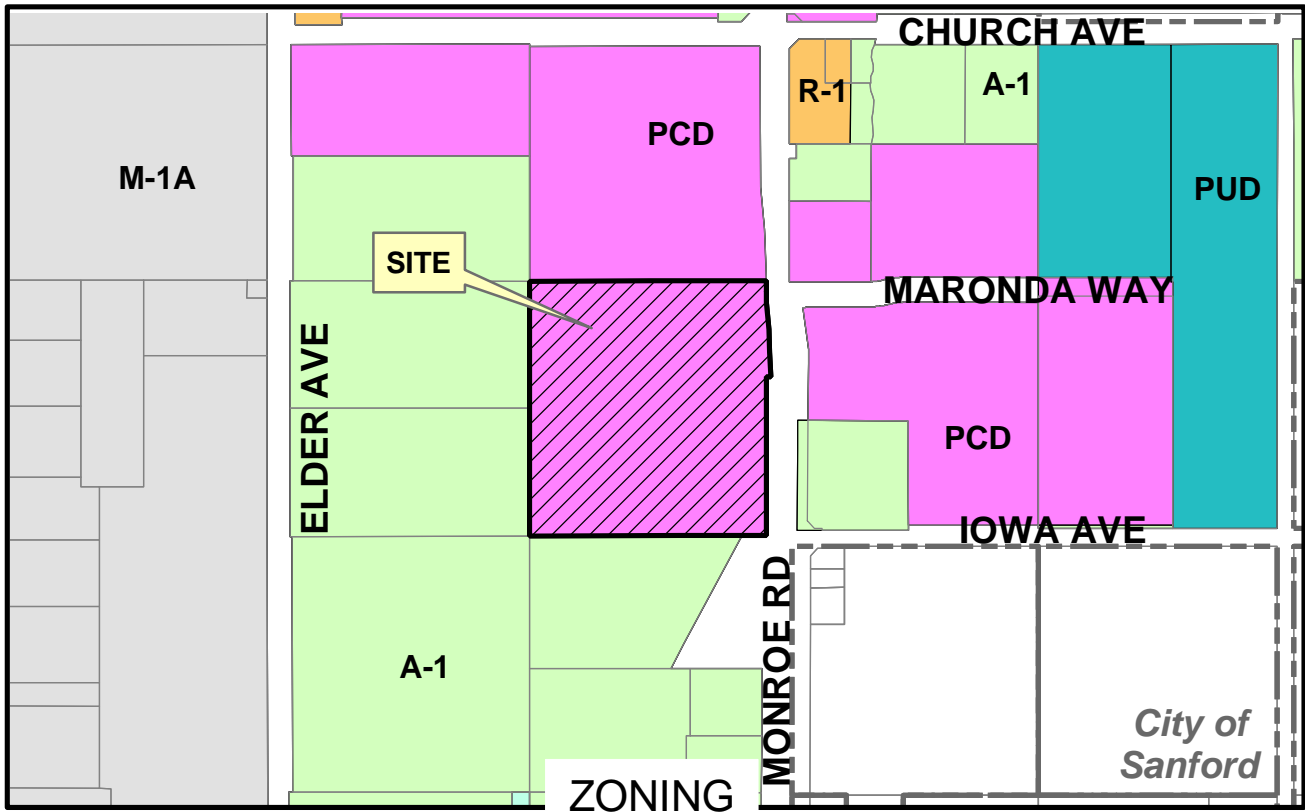 CHURCH AVE
R-1
A-1
PCD
M-1A
PUD
SITE
MARONDA WAY
ELDER AVE
PCD
IOWA AVE
MONROE RD
A-1
City of
Sanford
ZONING